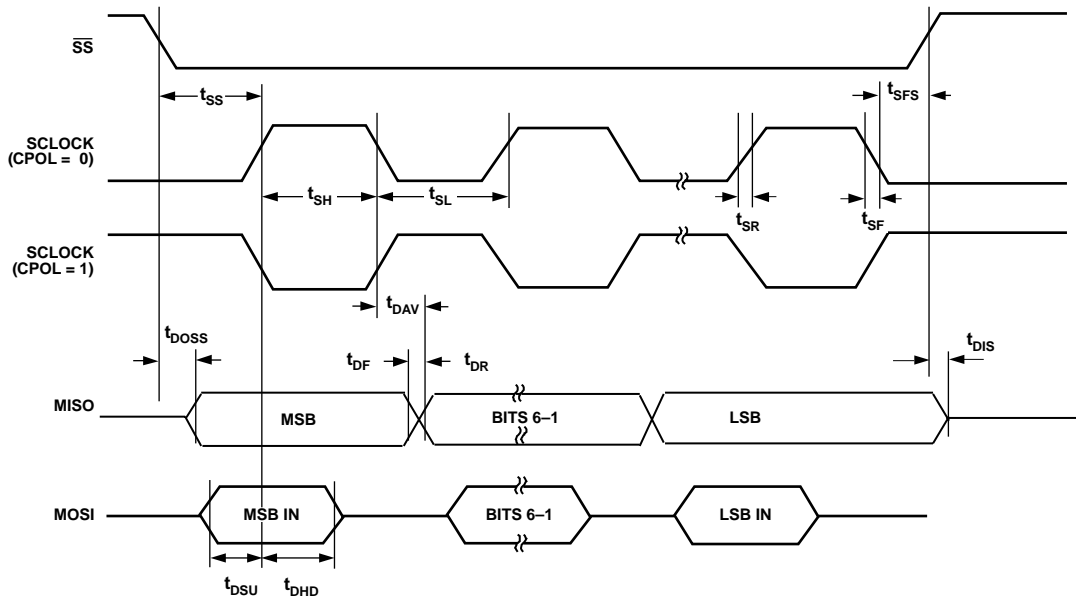 SS
tSS
tSFS
SCLOCK
(CPOL = 0)
tSH
tSL
tSR
tSF
SCLOCK
(CPOL = 1)
tDAV
tDOSS
tDF
tDR
tDIS
MISO
MSB
BITS 6–1
LSB
MOSI
MSB IN
BITS 6–1
LSB IN
tDSU
tDHD